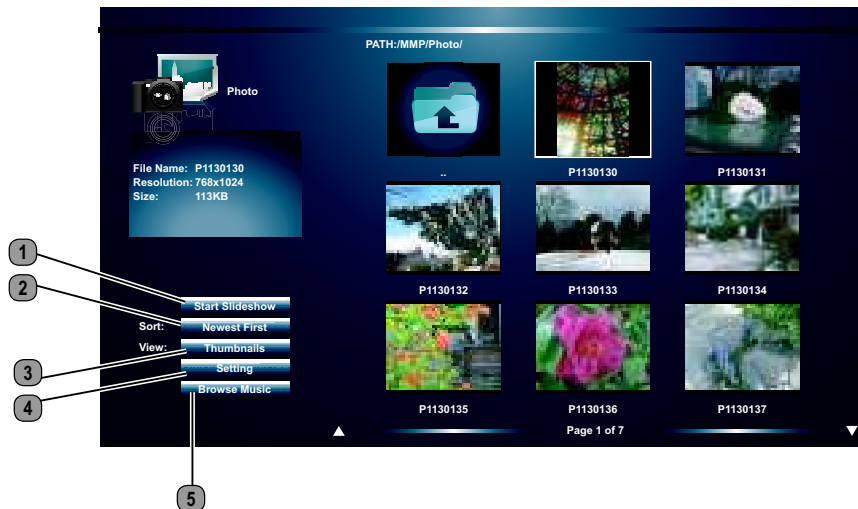 PATH:/MMP/Photo/
Photo
File Name: P1130130
Resolution: 768x1024
Size: 113KB
..
P1130130
P1130131
P1130132
P1130133
P1130134
P1130135
P1130136
P1130137
1
Start Slideshow
2
Sort: Newest First
View: Thumbnails
3
Setting
4
Browse Music
5
Page 1 of 7